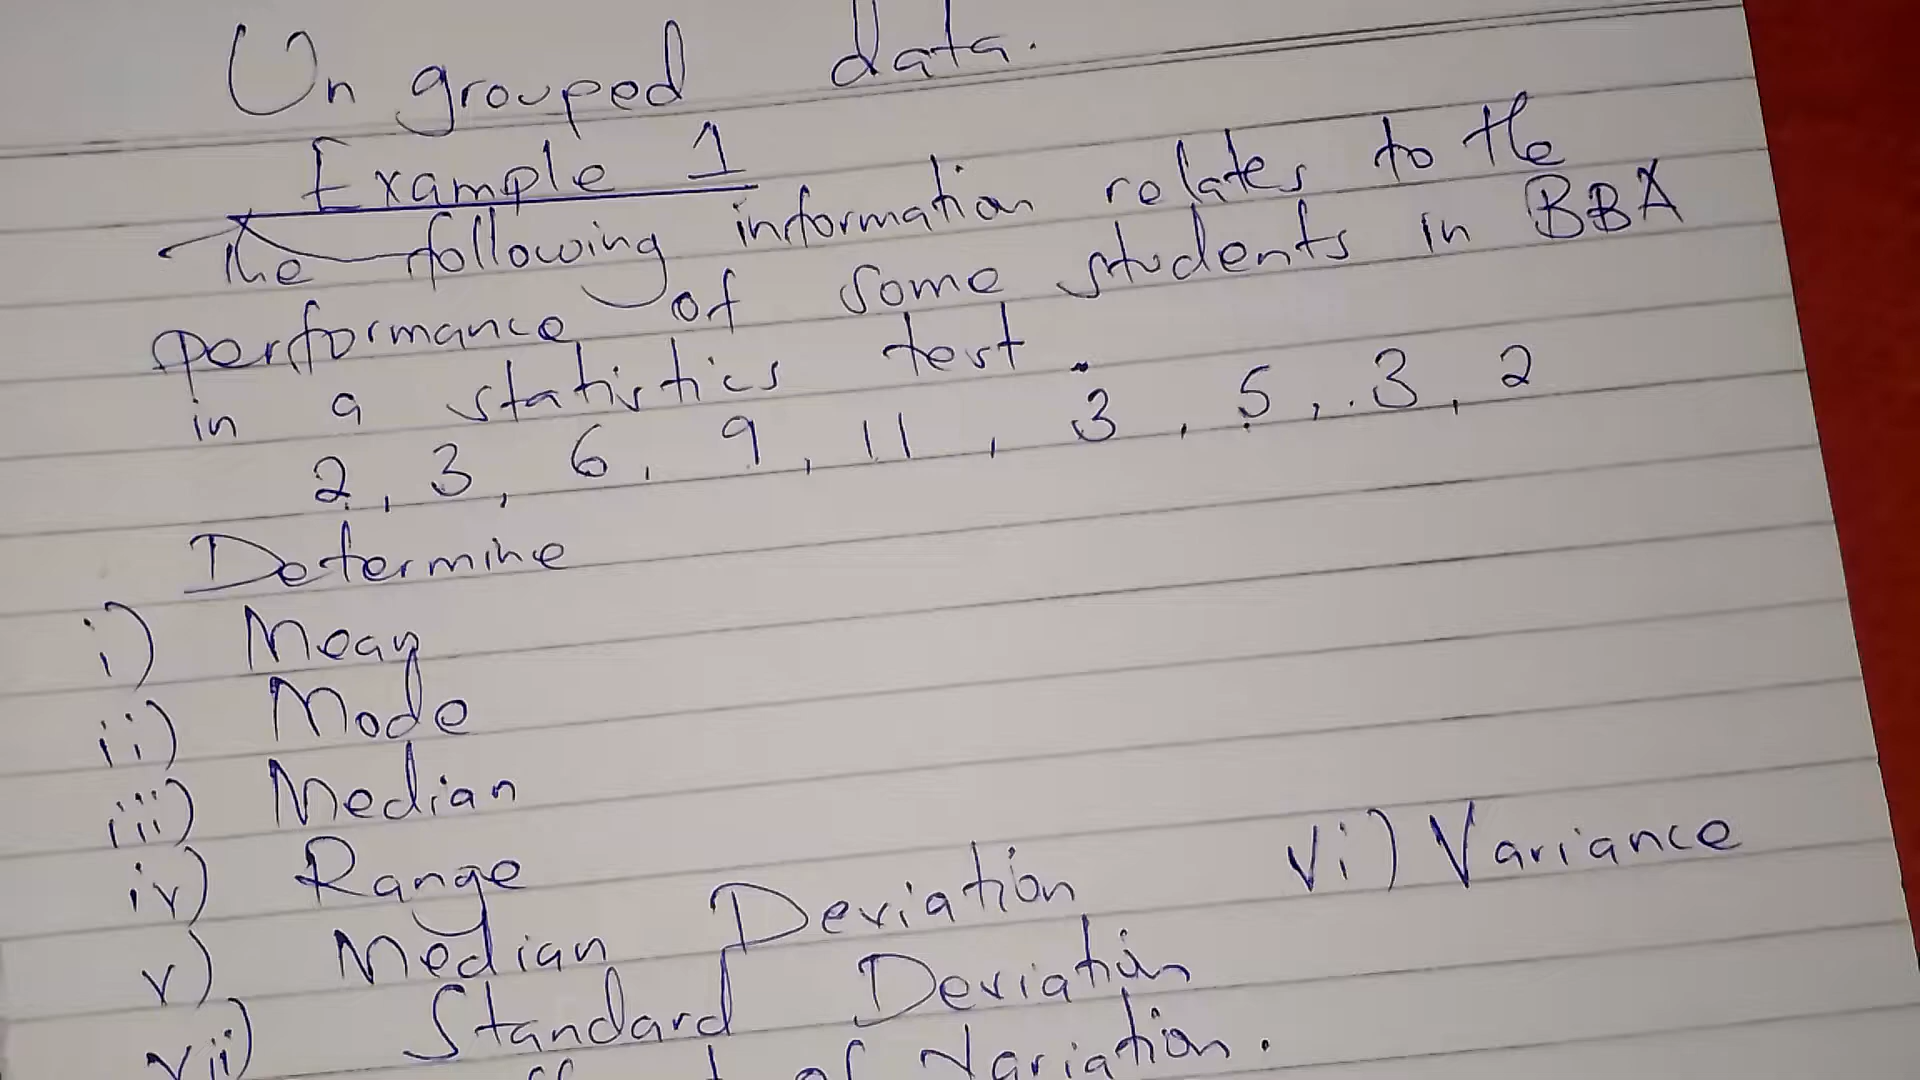 Un grouped data.
Example 1
The following information relates to the
performance of some students in BBA
in a statistics test.
2, 3, 6, 9, 11, 3, 5, 3, 2
Determine
i) Mean
ii) Mode
iii) Median
iv) Range
v) Median Deviation vi) Variance
vii) Standard Deviation
of Variation.